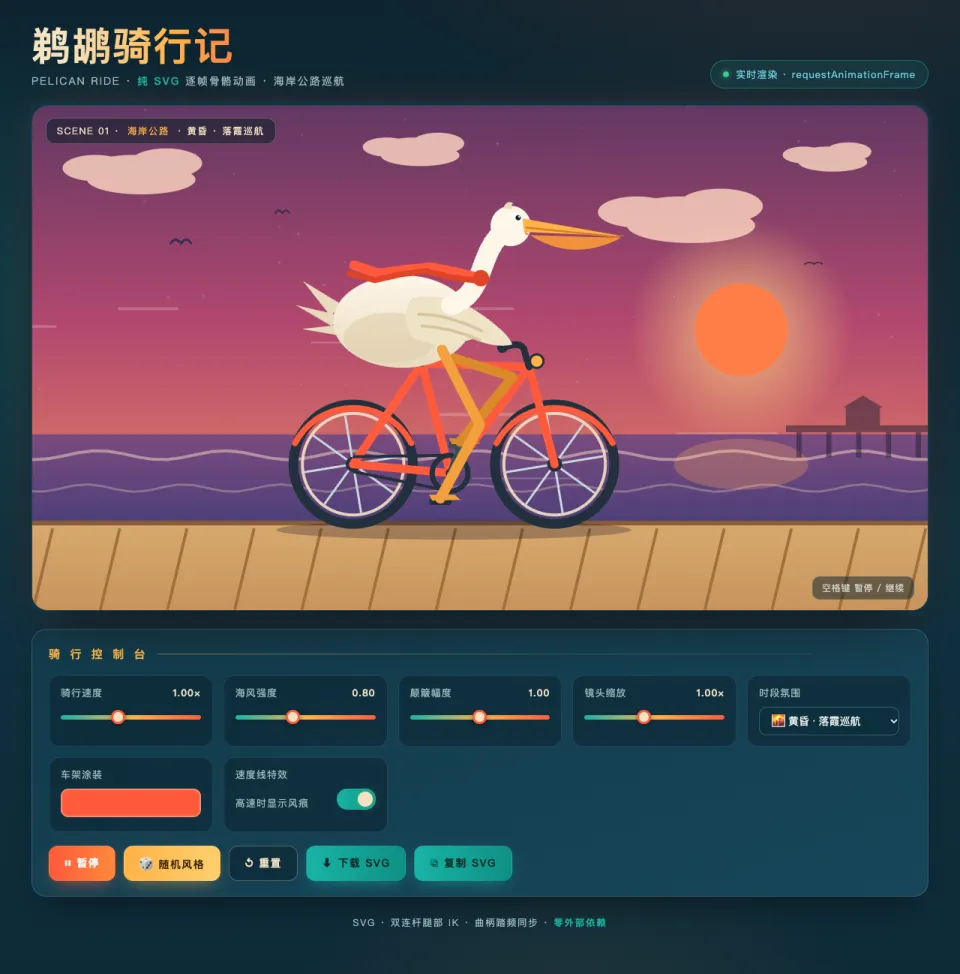 鹈鹕骑行记
PELICAN RIDE · 纯 SVG 逐帧骨骼动画 · 海岸公路巡航
实时渲染 · requestAnimationFrame
SCENE 01 · 海岸公路 · 黄昏 · 落霞巡航
空格键 暂停 / 继续
骑行控制台
骑行速度 1.00×
海风强度 0.80
颠簸幅度 1.00
镜头缩放 1.00×
时段氛围
🌇 黄昏 · 落霞巡航
车架涂装
速度线特效
高速时显示风痕
⏸ 暂停
🎲 随机风格
↺ 重置
⬇ 下载 SVG
⧉ 复制 SVG
SVG · 双连杆腿部 IK · 曲柄踏频同步 · 零外部依赖